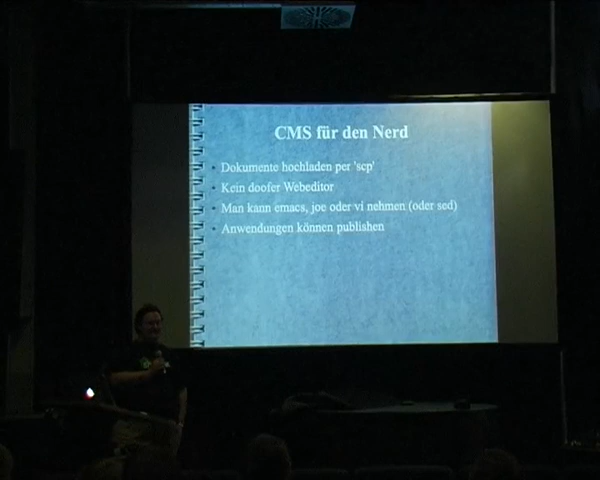 CMS für den Nerd
Dokumente hochladen per 'scp'
Kein doofer Webeditor
Man kann emacs, joe oder vi nehmen (oder sed)
Anwendungen können publishen